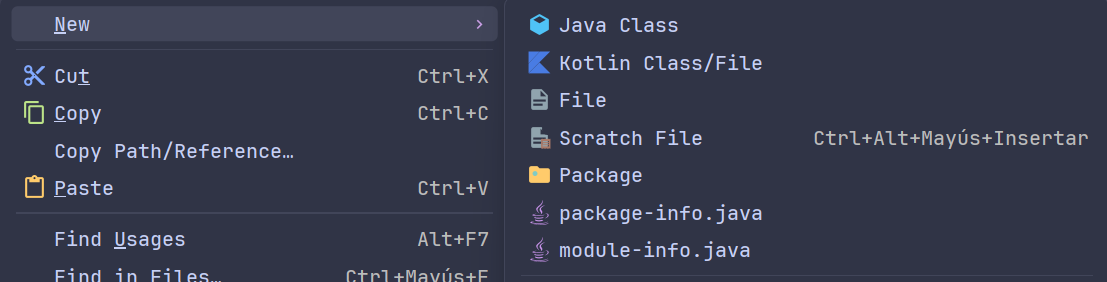 New
Cut Ctrl+X
Copy Ctrl+C
Copy Path/Reference…
Paste Ctrl+V
Find Usages Alt+F7
Find in Files… Ctrl+Mayús+F
Java Class
Kotlin Class/File
File
Scratch File Ctrl+Alt+Mayús+Insertar
Package
package-info.java
module-info.java